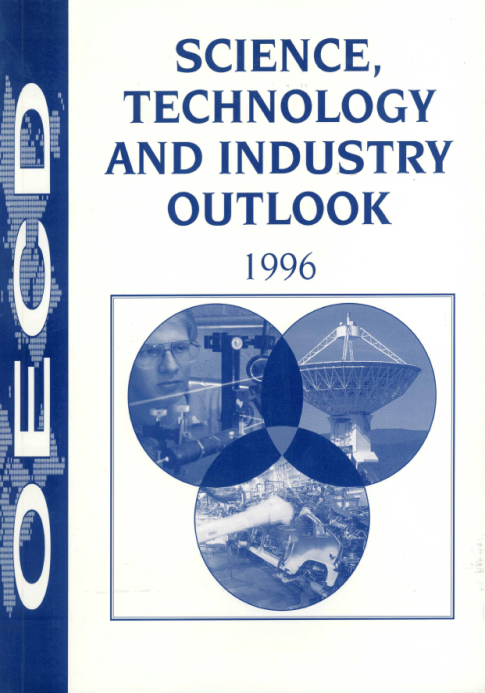 SCIENCE,
TECHNOLOGY
AND INDUSTRY
OUTLOOK
1996
OECD